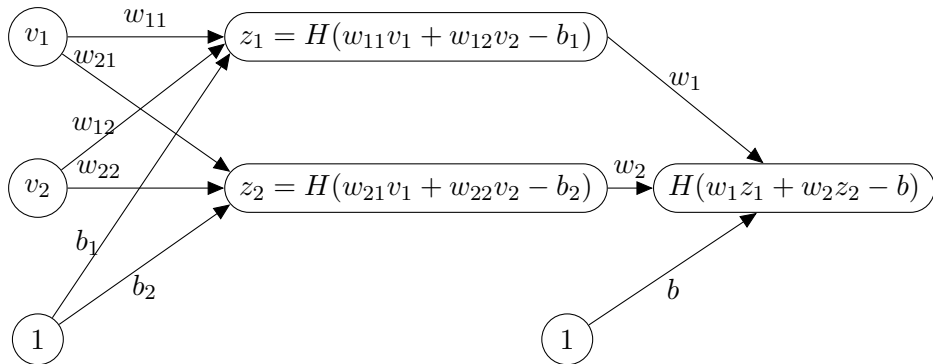 v₁
w₁₁
z₁ = H(w₁₁v₁ + w₁₂v₂ − b₁)
w₂₁
w₁
w₁₂
v₂
w₂₂
z₂ = H(w₂₁v₁ + w₂₂v₂ − b₂)
w₂
H(w₁z₁ + w₂z₂ − b)
b₁
b₂
b
1
1